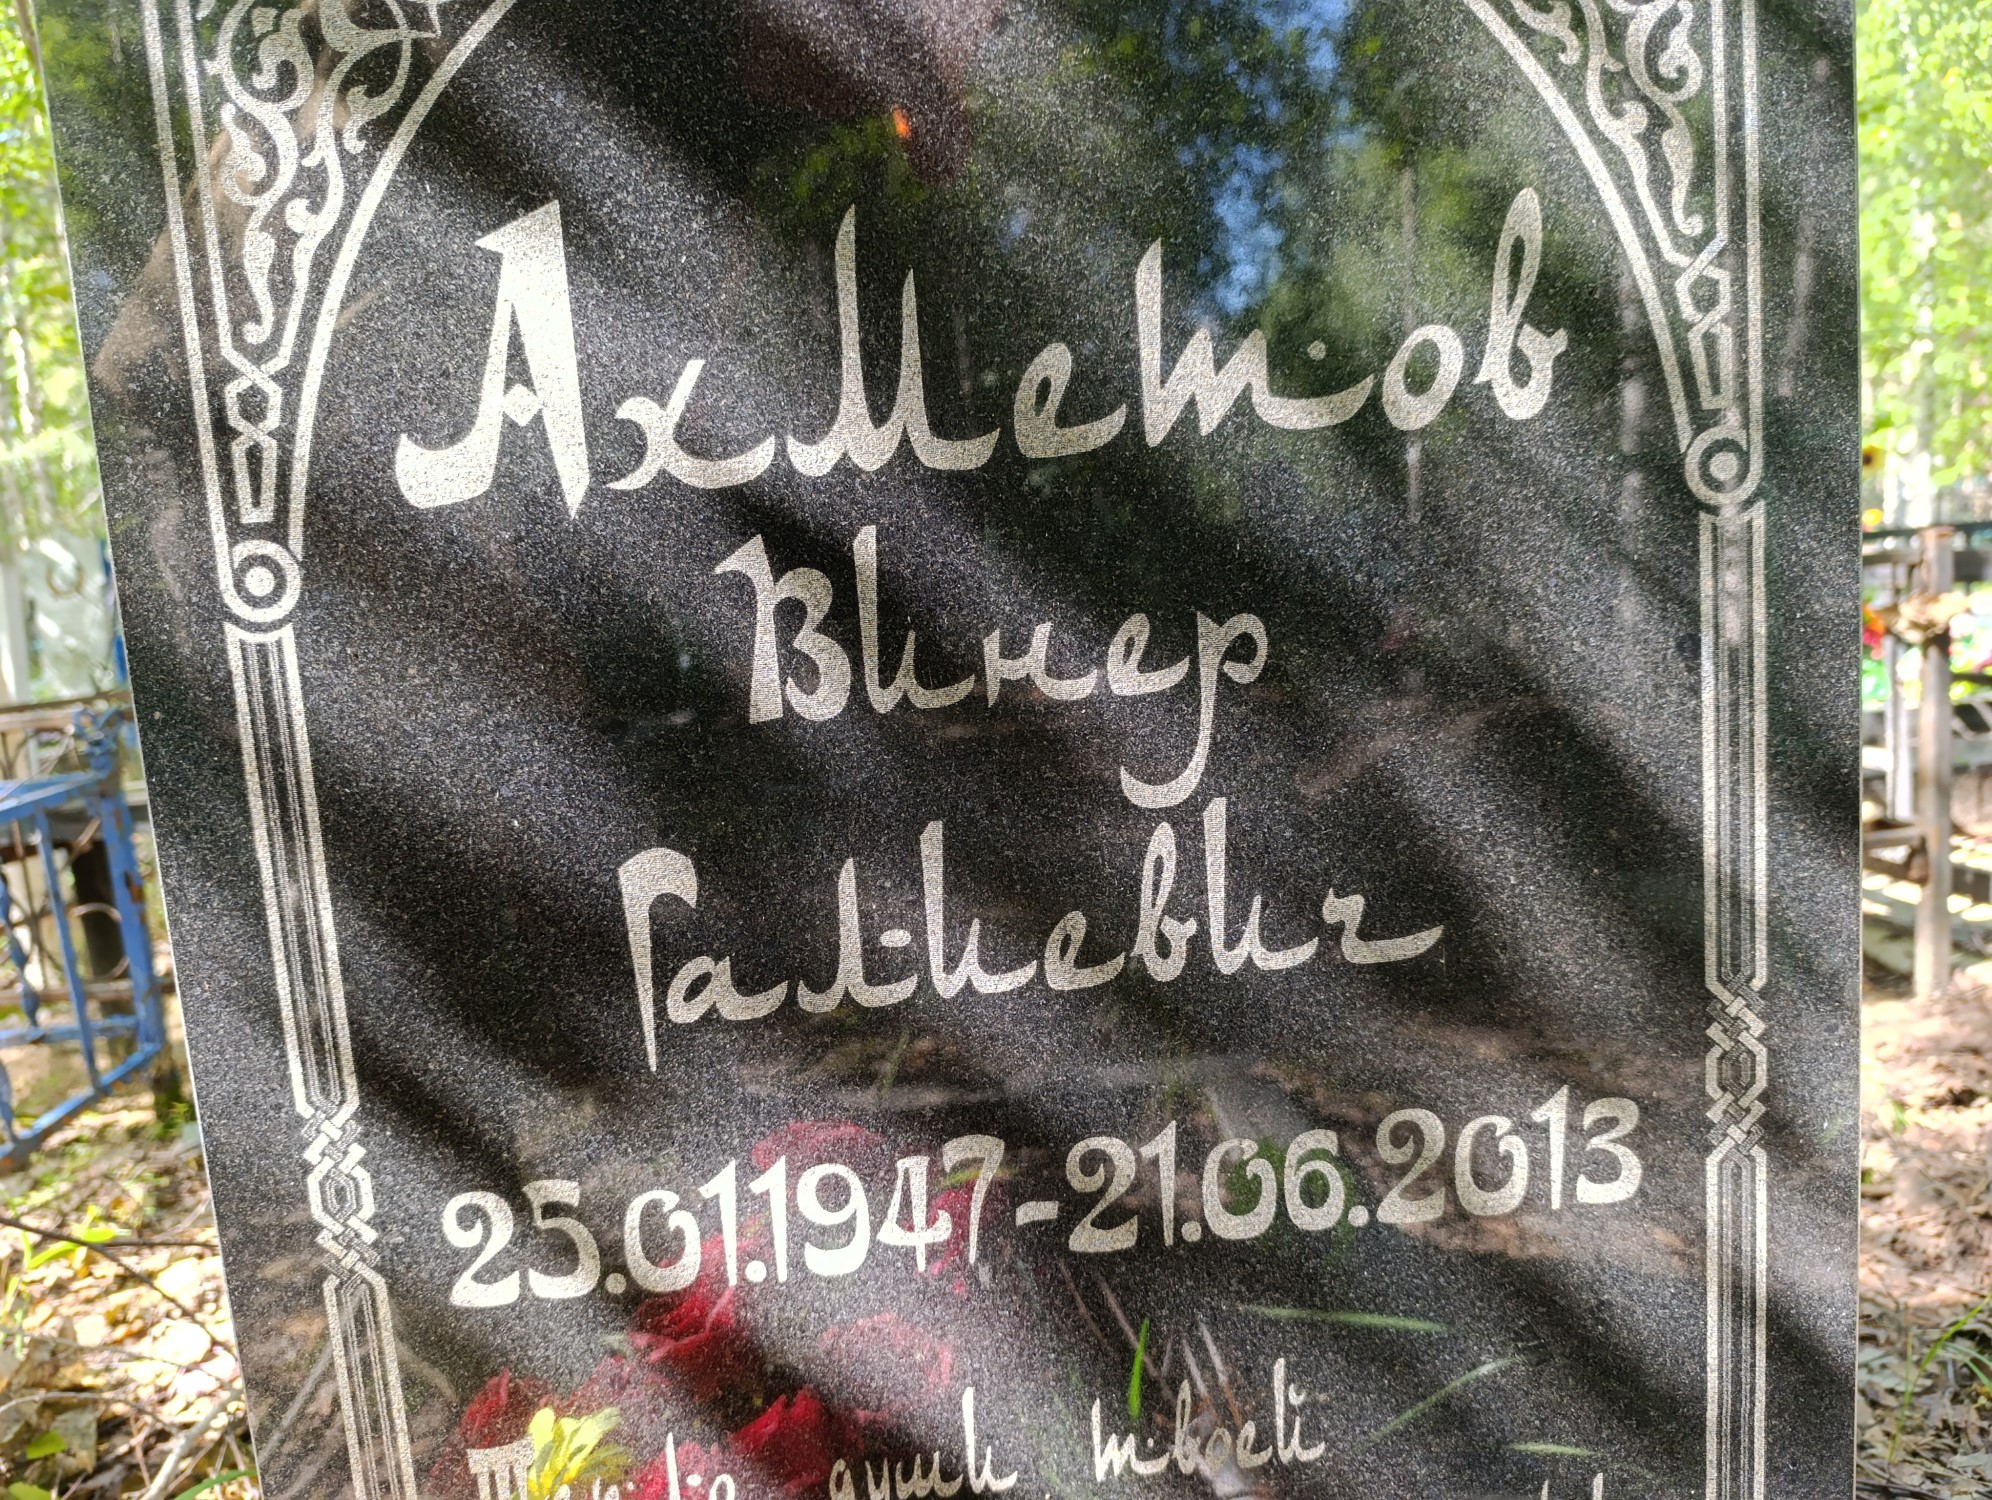 Ахметов
Винер
Галиевич
25.01.1947-21.06.2013
души твоей